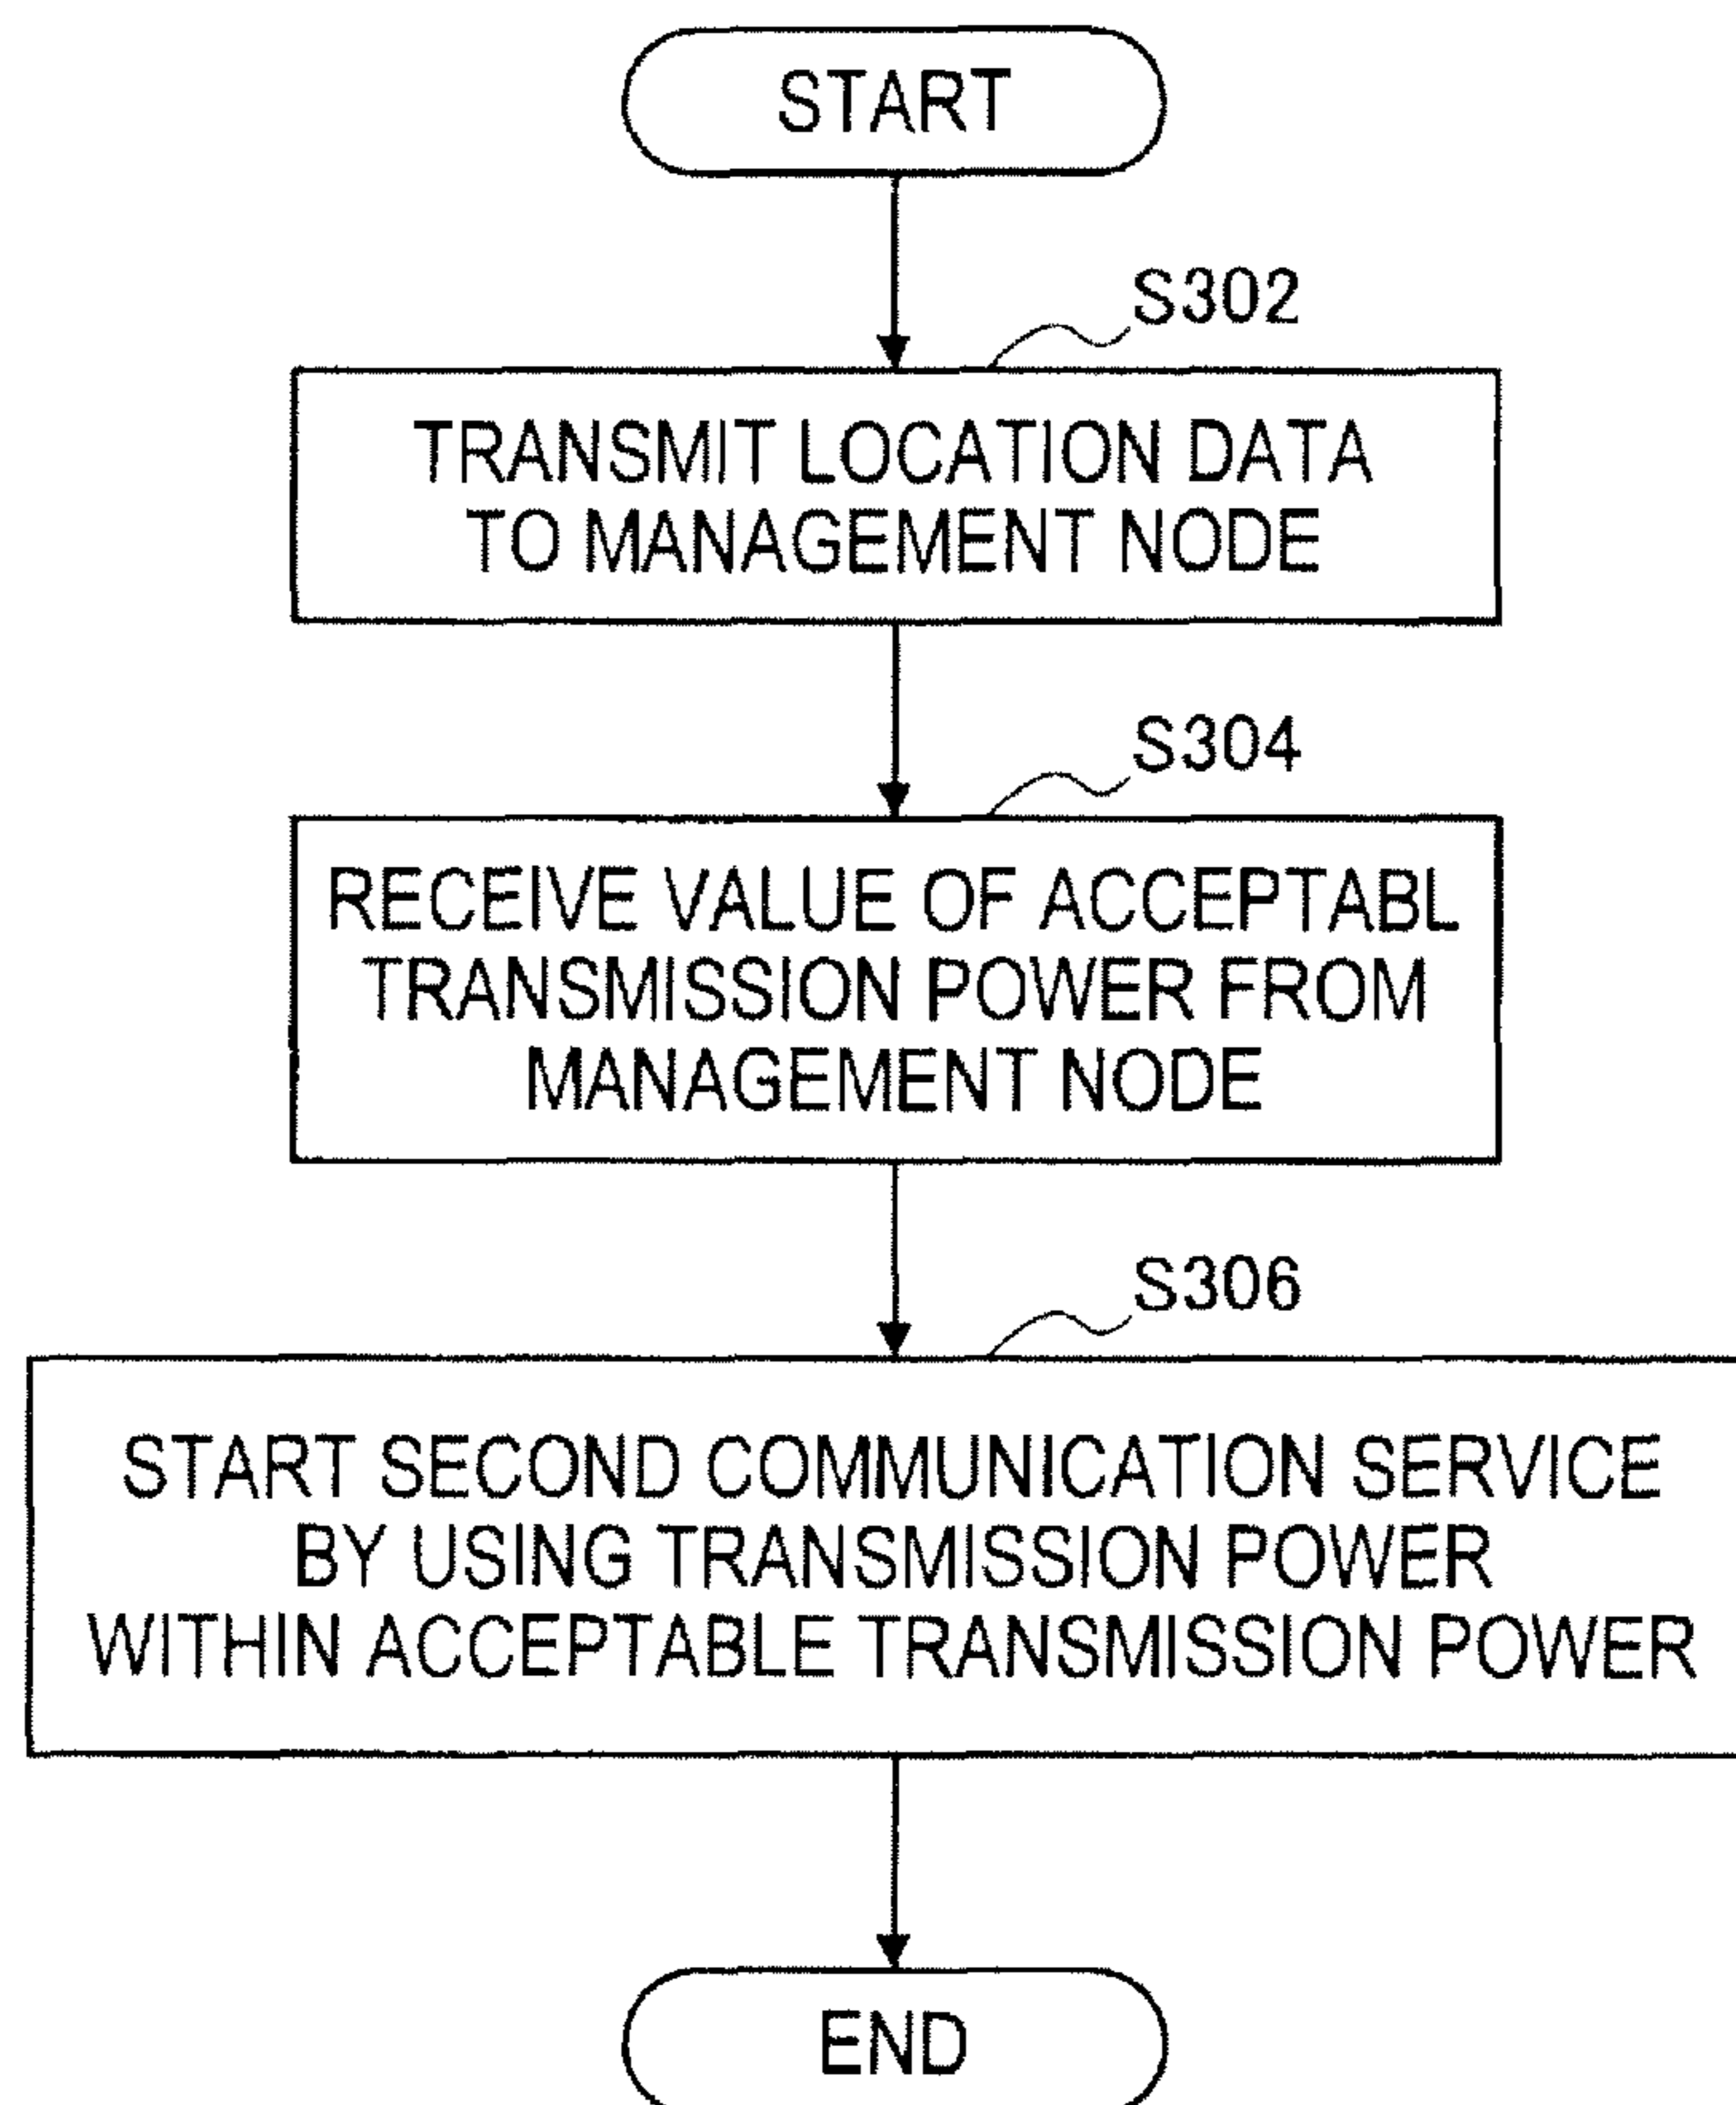 START
S302
TRANSMIT LOCATION DATA
TO MANAGEMENT NODE
S304
RECEIVE VALUE OF ACCEPTABL
TRANSMISSION POWER FROM
MANAGEMENT NODE
S306
START SECOND COMMUNICATION SERVICE
BY USING TRANSMISSION POWER
WITHIN ACCEPTABLE TRANSMISSION POWER
END